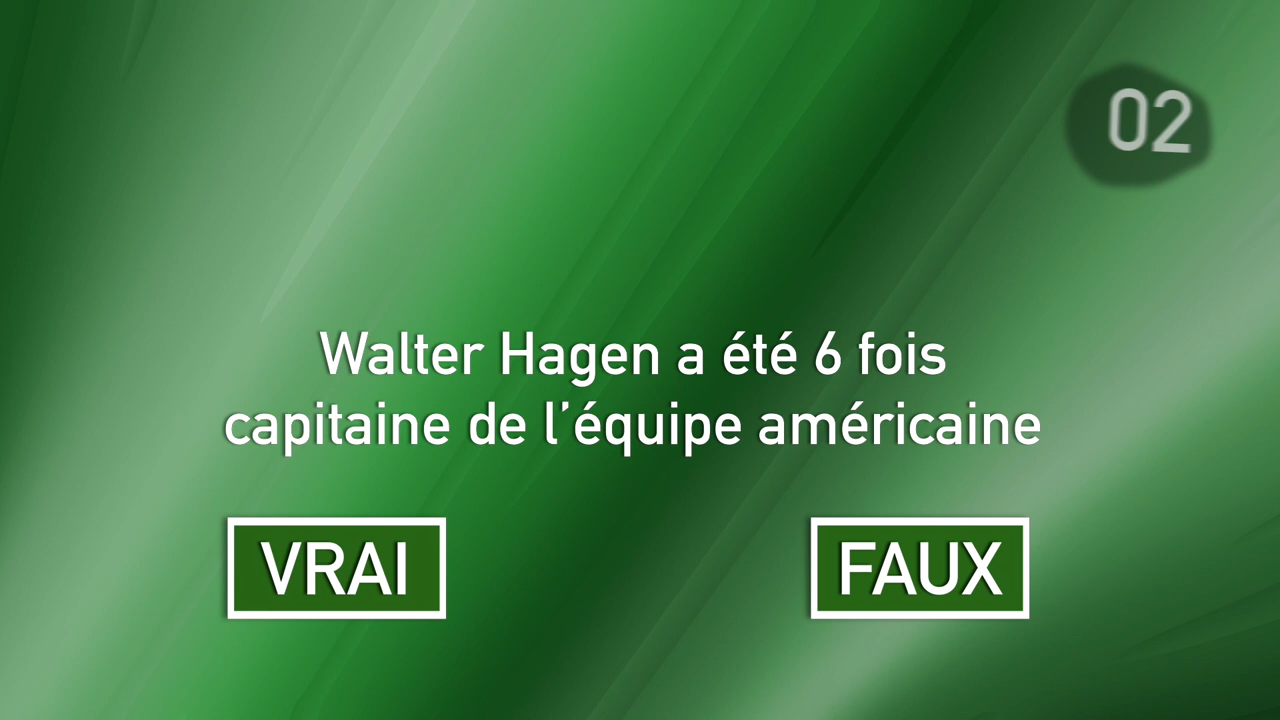 02
Walter Hagen a été 6 fois
capitaine de l’équipe américaine
VRAI
FAUX